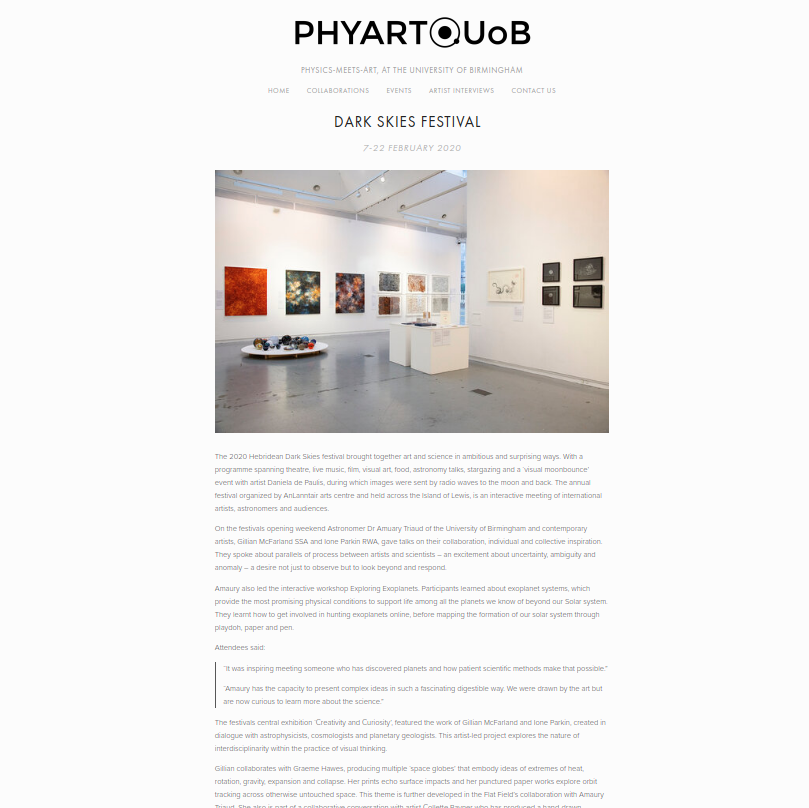 PHYART UoB
PHYSICS-MEETS-ART, AT THE UNIVERSITY OF BIRMINGHAM
HOME COLLABORATIONS EVENTS ARTIST INTERVIEWS CONTACT US
DARK SKIES FESTIVAL
7-22 FEBRUARY 2020
The 2020 Hebridean Dark Skies festival brought together art and science in ambitious and surprising ways. With a
programme spanning theatre, live music, film, visual art, food, astronomy talks, stargazing and a 'visual moonbounce'
event with artist Daniela de Paulis, during which images were sent by radio waves to the moon and back. The annual
festival organized by AnLanntair arts centre and held across the Island of Lewis, is an interactive meeting of international
artists, astronomers and audiences.
On the festivals opening weekend Astronomer Dr Amuary Triaud of the University of Birmingham and contemporary
artists, Gillian McFarland SSA and Ione Parkin RWA, gave talks on their collaboration, individual and collective inspiration.
They spoke about parallels of process between artists and scientists – an excitement about uncertainty, ambiguity and
anomaly – a desire not just to observe but to look beyond and respond.
Amaury also led the interactive workshop Exploring Exoplanets. Participants learned about exoplanet systems, which
provide the most promising physical conditions to support life among all the planets we know of beyond our Solar system.
They learnt how to get involved in hunting exoplanets online, before mapping the formation of our solar system through
playdoh, paper and pen.
Attendees said:
"It was inspiring meeting someone who has discovered planets and how patient scientific methods make that possible."
"Amaury has the capacity to present complex ideas in such a fascinating digestible way. We were drawn by the art but
are now curious to learn more about the science."
The festivals central exhibition 'Creativity and Curiosity', featured the work of Gillian McFarland and Ione Parkin, created in
dialogue with astrophysicists, cosmologists and planetary geologists. This artist-led project explores the nature of
interdisciplinarity within the practice of visual thinking.
Gillian collaborates with Graeme Hawes, producing multiple 'space globes' that embody ideas of extremes of heat,
rotation, gravity, expansion and collapse. Her prints echo surface impacts and her punctured paper works explore orbit
tracking across otherwise untouched space. This theme is further developed in the Flat Field's collaboration with Amaury
Triaud. She also is part of a collaborative conversation with artist Collette Rayner who has produced a hand drawn